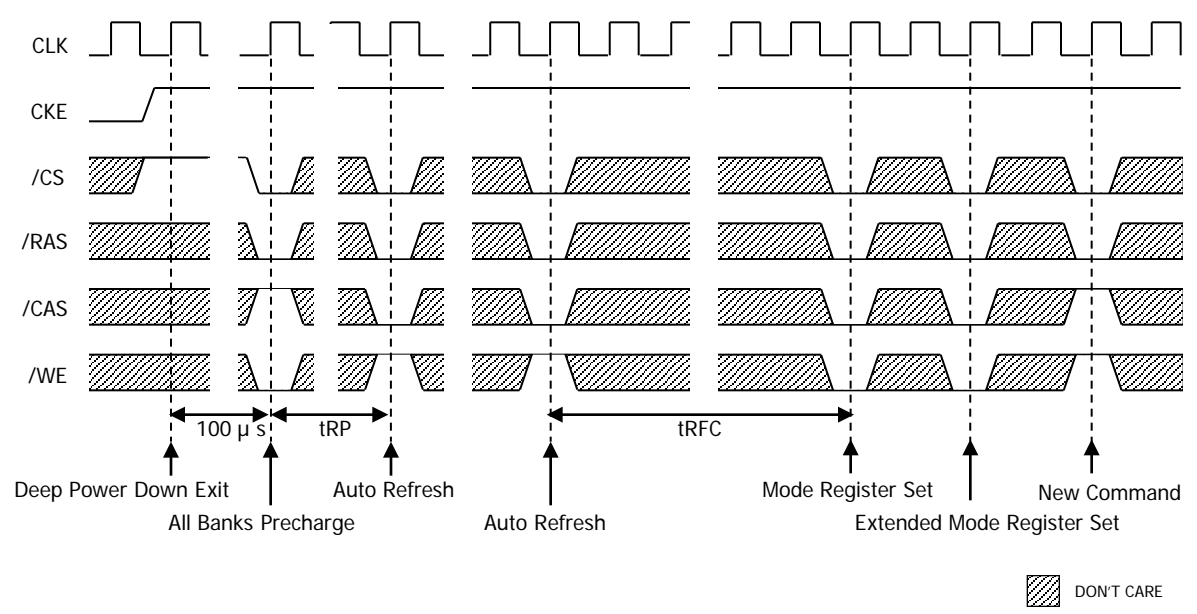 CLK
CKE
/CS
/RAS
/CAS
/WE
100 μ s
tRP
tRFC
Deep Power Down Exit
Auto Refresh
Mode Register Set
New Command
All Banks Precharge
Auto Refresh
Extended Mode Register Set
DON'T CARE